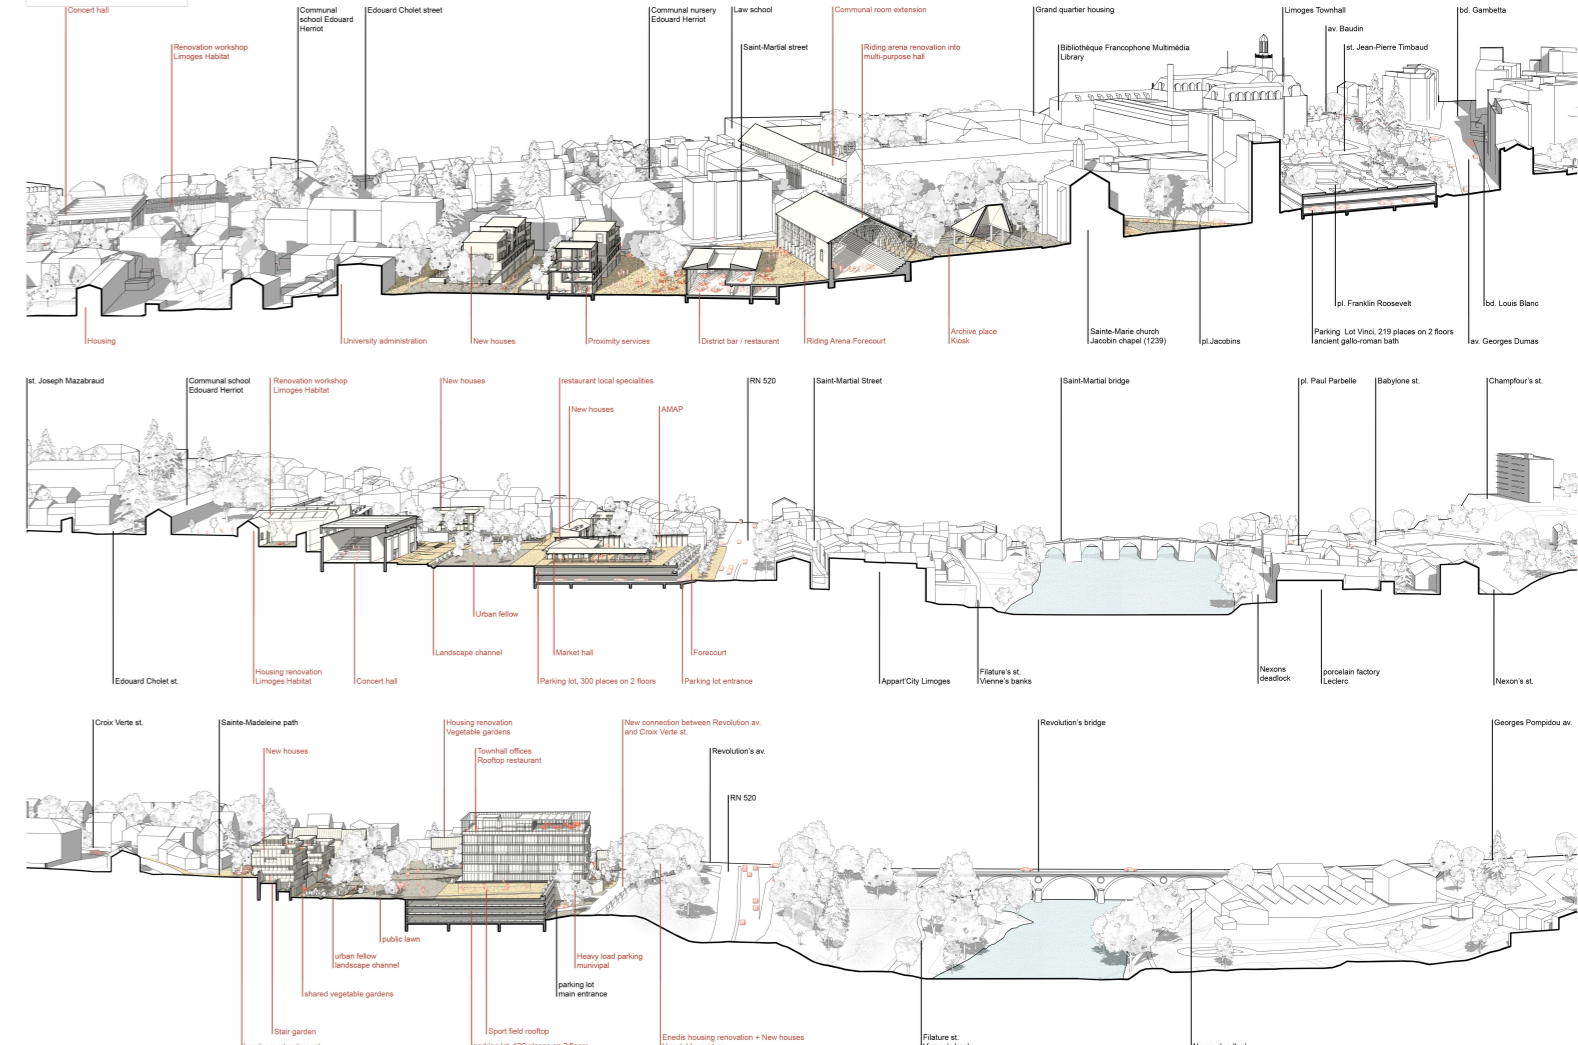 Concert hall
Renovation workshop
Limoges Habitat
Communal
school Edouard
Herriot
Edouard Cholet street
Communal nursery
Edouard Herriot
Law school
Saint-Martial street
Communal room extension
Riding arena renovation into
multi-purpose hall
Grand quartier housing
Bibliothèque Francophone Multimédia
Library
Limoges Townhall
av. Baudin
st. Jean-Pierre Timbaud
bd. Gambetta
Housing
University administration
New houses
Proximity services
District bar / restaurant
Riding Arena Forecourt
Archive place
Kiosk
Sainte-Marie church
Jacobin chapel (1239)
pl.Jacobins
pl. Franklin Roosevelt
Parking Lot Vinci, 219 places on 2 floors
ancient gallo-roman bath
bd. Louis Blanc
av. Georges Dumas
st. Joseph Mazabraud
Communal school
Edouard Herriot
Renovation workshop
Limoges Habitat
New houses
restaurant local specialities
New houses
AMAP
RN 520
Saint-Martial Street
Saint-Martial bridge
pl. Paul Parbelle
Babylone st.
Champfour's st.
Edouard Cholet st.
Housing renovation
Limoges Habitat
Concert hall
Landscape channel
Urban fellow
Parking lot, 300 places on 2 floors
Market hall
Parking lot entrance
Forecourt
Appart'City Limoges
Filature's st.
Vienne's banks
Nexons
deadlock
porcelain factory
Leclerc
Nexon's st.
Croix Verte st.
Sainte-Madeleine path
New houses
Housing renovation
Vegetable gardens
Townhall offices
Rooftop restaurant
New connection between Revolution av.
and Croix Verte st.
Revolution's av.
RN 520
Revolution's bridge
Georges Pompidou av.
public lawn
urban fellow
landscape channel
shared vegetable gardens
Stair garden
Heavy load parking
munivipal
parking lot
main entrance
Sport field rooftop
Enedis housing renovation + New houses
Filature st.